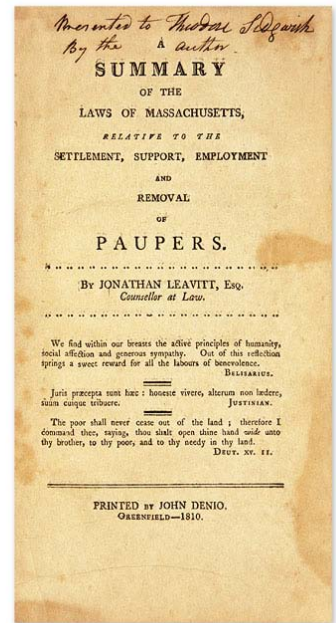 Presented to Theodore Sedgwick
By the author.
A
SUMMARY
OF THE
LAWS OF MASSACHUSETTS,
RELATIVE TO THE
SETTLEMENT, SUPPORT, EMPLOYMENT
AND
REMOVAL
OF
PAUPERS.
BY JONATHAN LEAVITT, ESQ.
Counsellor at Law.
We find within our breasts the active principles of humanity,
social affection and generous sympathy. Out of this reflection
springs a sweet reward for all the labours of benevolence.
BELISARIUS.
Juris præcepta sunt hæc : honeste vivere, alterum non lædere,
suum cuique tribuere. JUSTINIAN.
The poor shall never cease out of the land ; therefore I
command thee, saying, thou shalt open thine hand wide unto
thy brother, to thy poor, and to thy needy in thy land.
DEUT. XV. 11.
PRINTED BY JOHN DENIO,
GREENFIELD—1810.